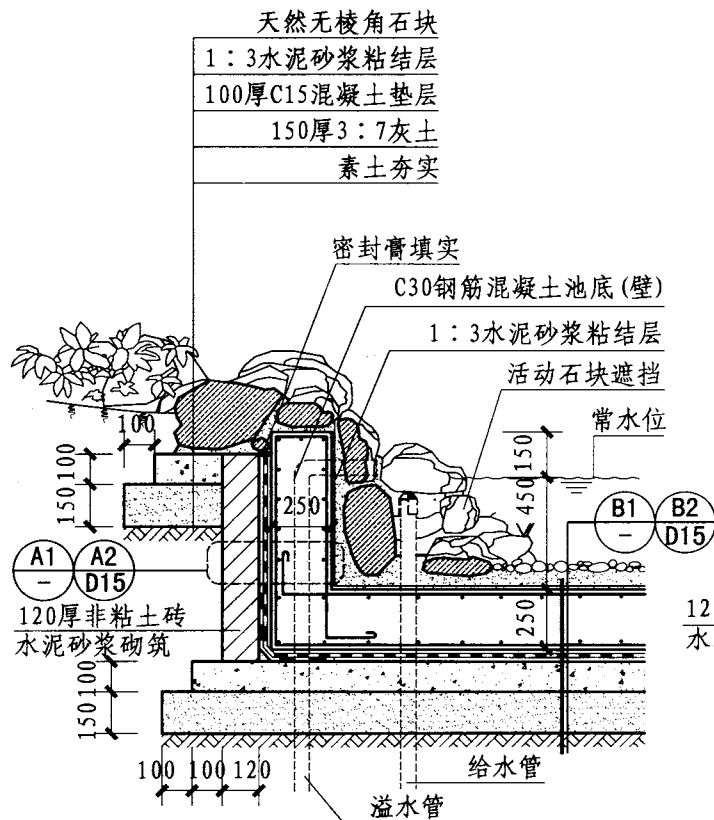 天然无棱角石块
1：3水泥砂浆粘结层
100厚C15混凝土垫层
150厚3：7灰土
素土夯实
密封膏填实
C30钢筋混凝土池底(壁)
1：3水泥砂浆粘结层
活动石块遮挡
常水位
100
150
100
150
450
250
B1
-
B2
D15
A1
-
A2
D15
120厚非粘土砖
水泥砂浆砌筑
250
12
水
100
150
100
100
120
给水管
溢水管